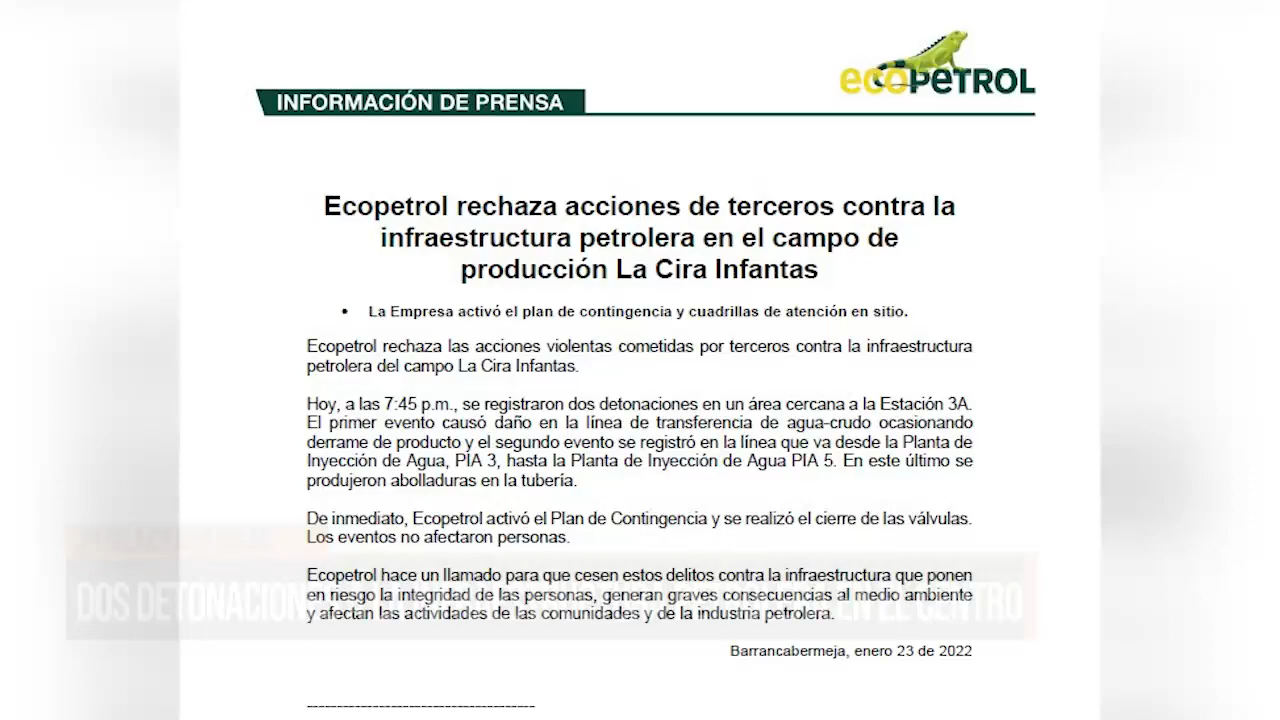 ecoPETROL
INFORMACIÓN DE PRENSA
Ecopetrol rechaza acciones de terceros contra la
infraestructura petrolera en el campo de
producción La Cira Infantas
• La Empresa activó el plan de contingencia y cuadrillas de atención en sitio.
Ecopetrol rechaza las acciones violentas cometidas por terceros contra la infraestructura
petrolera del campo La Cira Infantas.
Hoy, a las 7:45 p.m., se registraron dos detonaciones en un área cercana a la Estación 3A.
El primer evento causó daño en la línea de transferencia de agua-crudo ocasionando
derrame de producto y el segundo evento se registró en la línea que va desde la Planta de
Inyección de Agua, PIA 3, hasta la Planta de Inyección de Agua PIA 5. En este último se
produjeron abolladuras en la tubería.
De inmediato, Ecopetrol activó el Plan de Contingencia y se realizó el cierre de las válvulas.
Los eventos no afectaron personas.
Ecopetrol hace un llamado para que cesen estos delitos contra la infraestructura que ponen
en riesgo la integridad de las personas, generan graves consecuencias al medio ambiente
y afectan las actividades de las comunidades y de la industria petrolera.
DOS DETONACION EN EL CENTRO
Barrancabermeja, enero 23 de 2022